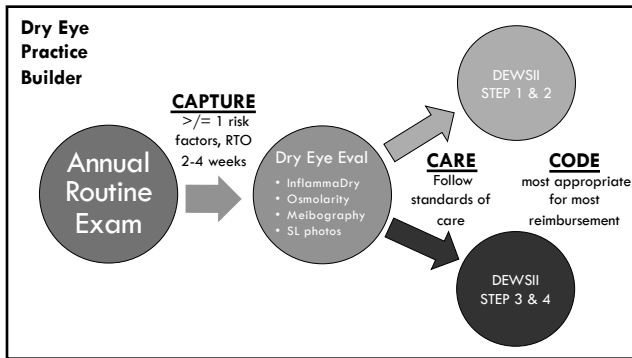 Dry Eye
Practice
Builder
CAPTURE
>/= 1 risk
factors, RTO
2-4 weeks
Annual
Routine
Exam
Dry Eye Eval
• InflammaDry
• Osmolarity
• Meibography
• SL photos
DEWSII
STEP 1 & 2
CARE
Follow
standards of
care
CODE
most appropriate
for most
reimbursement
DEWSII
STEP 3 & 4